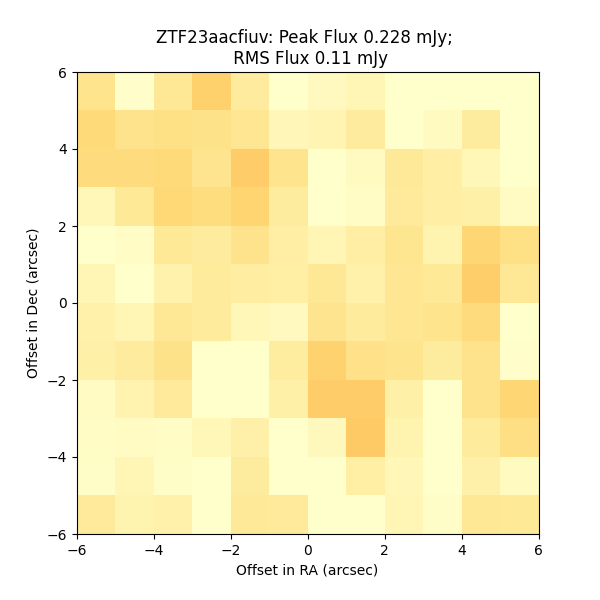 ZTF23aacfiuv: Peak Flux 0.228 mJy;
RMS Flux 0.11 mJy
6
4
2
0
−2
−4
−6
Offset in Dec (arcsec)
−6 −4 −2 0 2 4 6
Offset in RA (arcsec)